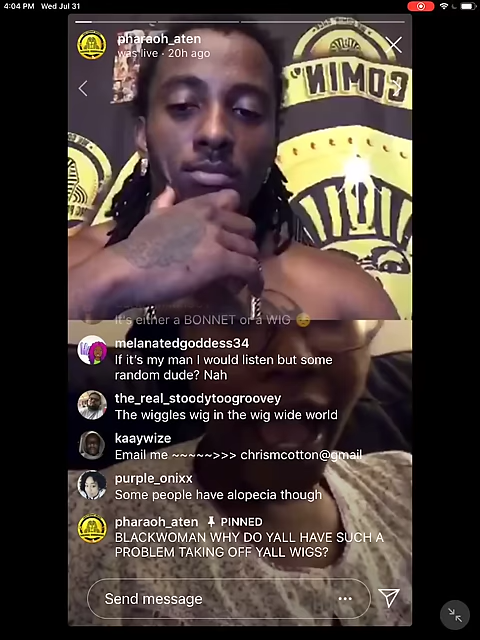 4:04 PM Wed Jul 31
pharaoh_aten
was live · 20h ago
COMIN'
It's either a BONNET or a WIG 😔
melanatedgoddess34
If it's my man I would listen but some
random dude? Nah
the_real_stoodytoogroovey
The wiggles wig in the wig wide world
kaaywize
Email me ~~~~~>>> chrismcotton@gmail
purple_onixx
Some people have alopecia though
pharaoh_aten PINNED
BLACKWOMAN WHY DO YALL HAVE SUCH A
PROBLEM TAKING OFF YALL WIGS?
Send message